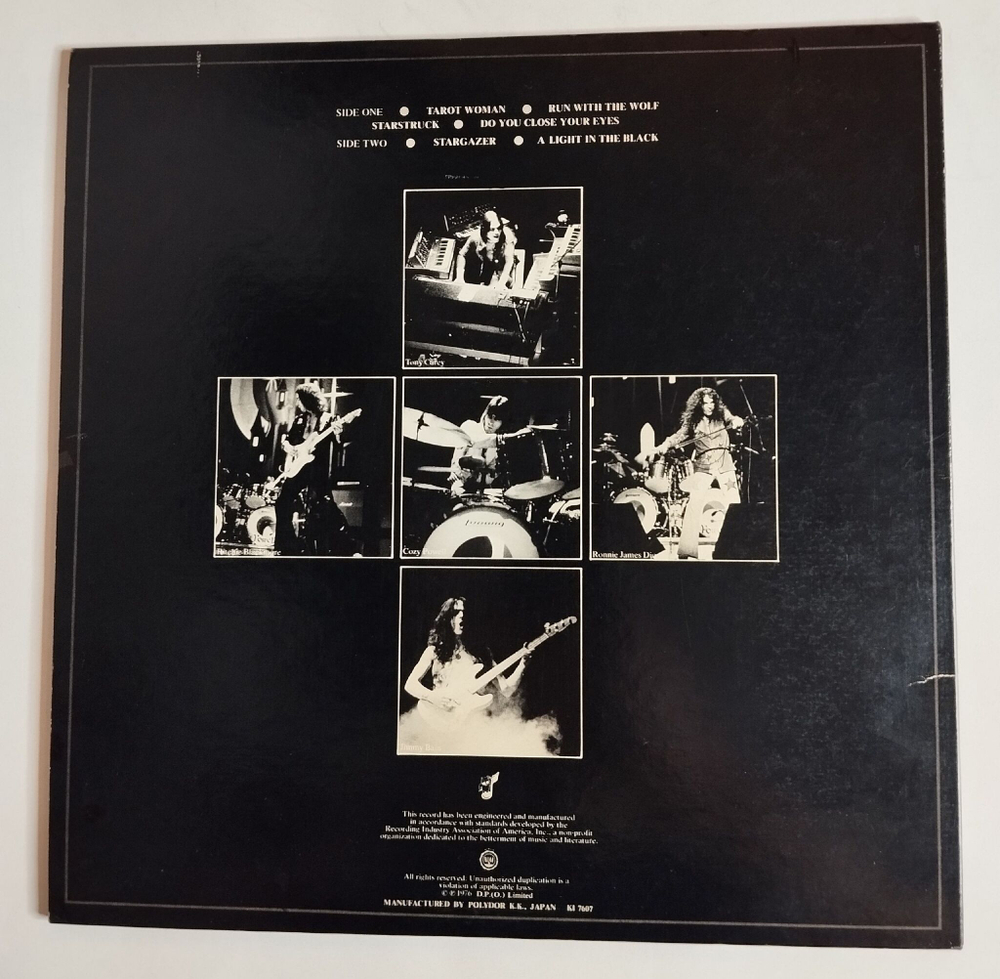 SIDE ONE ● TAROT WOMAN ● RUN WITH THE WOLF
STARSTRUCK ● DO YOU CLOSE YOUR EYES
SIDE TWO ● STARGAZER ● A LIGHT IN THE BLACK
Tony Carey
Ritchie Blackmore
Cozy Powell
Ronnie James Dio
This record has been engineered and manufactured
in accordance with standards developed by the
Recording Industry Association of America, Inc., a non-profit
organization dedicated to the betterment of music and literature.
All rights reserved. Unauthorized duplication is a
violation of applicable laws.
© ℗ 1976 D.P.(O.) Limited
MANUFACTURED BY POLYDOR K.K., JAPAN KI 7607